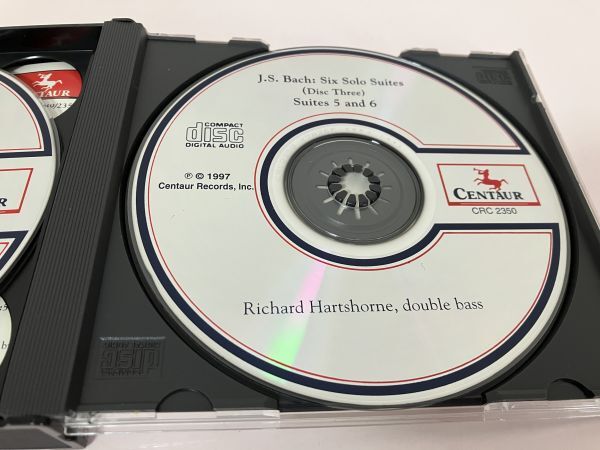 J.S. Bach: Six Solo Suites
(Disc Three)
Suites 5 and 6
COMPACT
disc
DIGITAL AUDIO
℗ © 1997
Centaur Records, Inc.
CENTAUR
CRC 2350
Richard Hartshorne, double bass